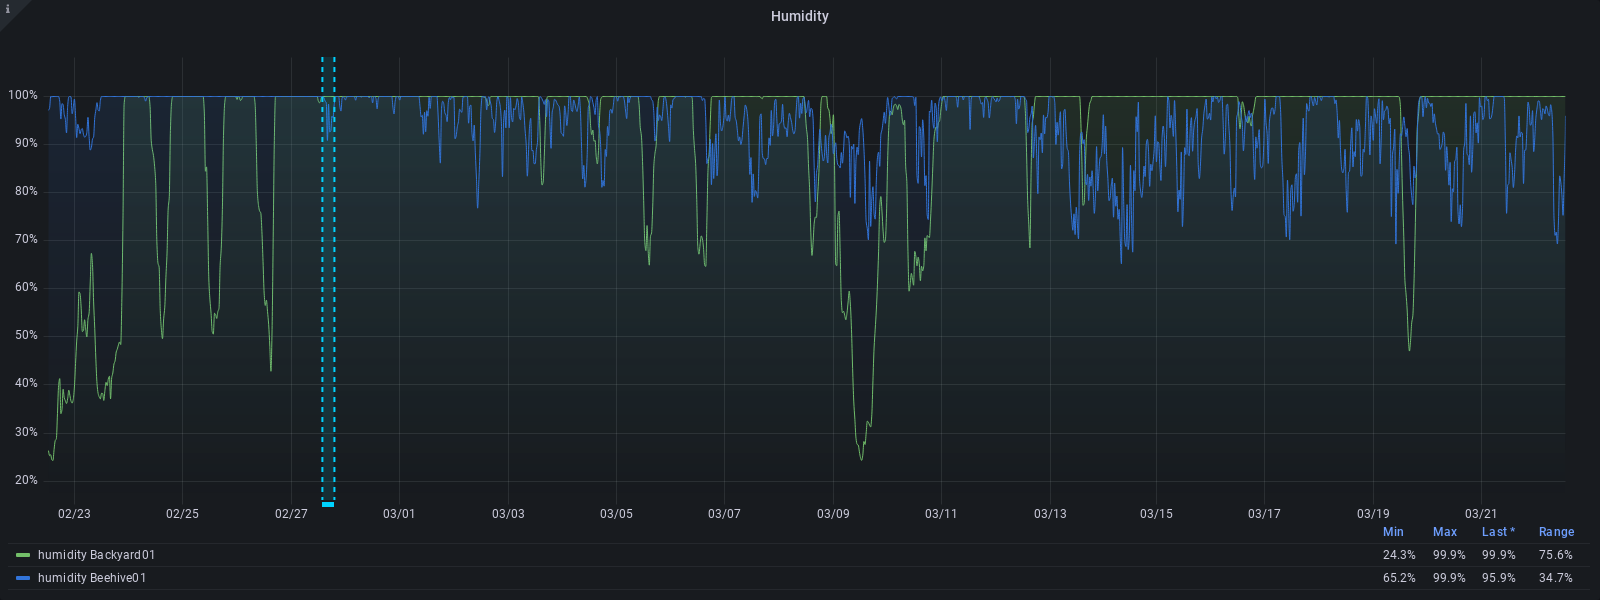 i
Humidity
100%
90%
80%
70%
60%
50%
40%
30%
20%
02/23 02/25 02/27 03/01 03/03 03/05 03/07 03/09 03/11 03/13 03/15 03/17 03/19 03/21
Min Max Last * Range
humidity Backyard01 24.3% 99.9% 99.9% 75.6%
humidity Beehive01 65.2% 99.9% 95.9% 34.7%